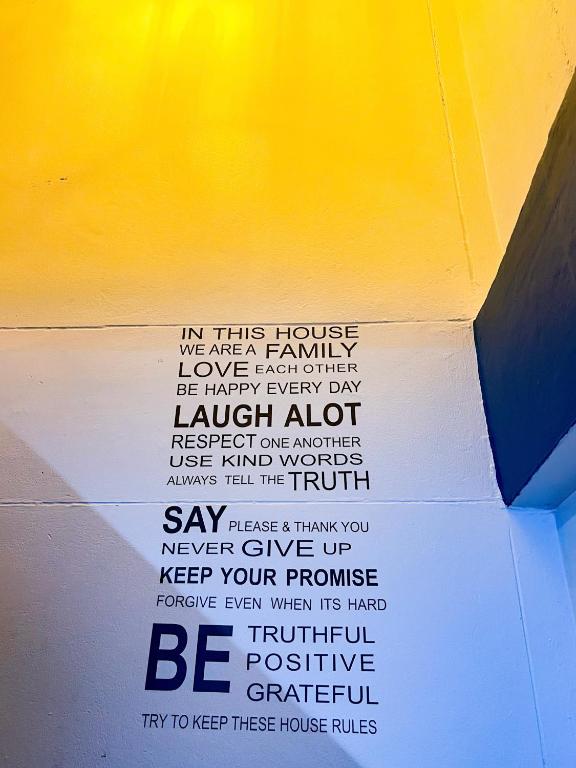 IN THIS HOUSE
WE ARE A FAMILY
LOVE EACH OTHER
BE HAPPY EVERY DAY
LAUGH ALOT
RESPECT ONE ANOTHER
USE KIND WORDS
ALWAYS TELL THE TRUTH
SAY PLEASE & THANK YOU
NEVER GIVE UP
KEEP YOUR PROMISE
FORGIVE EVEN WHEN ITS HARD
BE TRUTHFUL
POSITIVE
GRATEFUL
TRY TO KEEP THESE HOUSE RULES